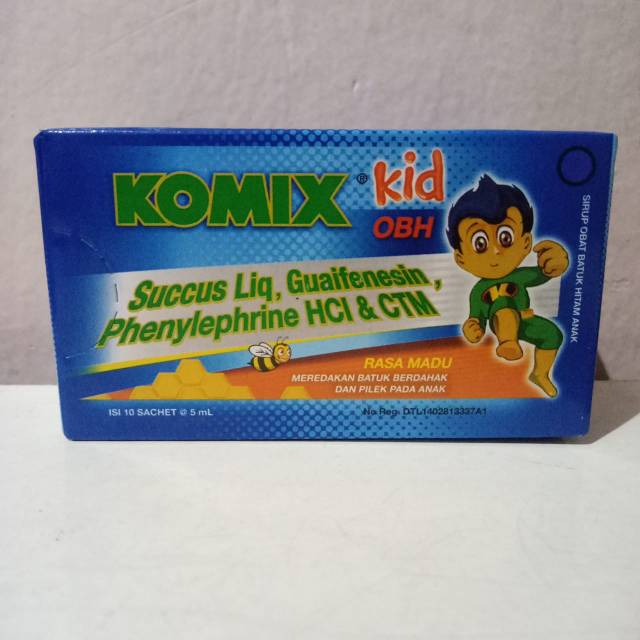 KOMIX® kid
OBH
Succus Liq, Guaifenesin,
Phenylephrine HCl & CTM
RASA MADU
MEREDAKAN BATUK BERDAHAK
DAN PILEK PADA ANAK
ISI 10 SACHET @ 5 mL
No.Reg. DTL1402813337A1
SIRUP OBAT BATUK HITAM ANAK